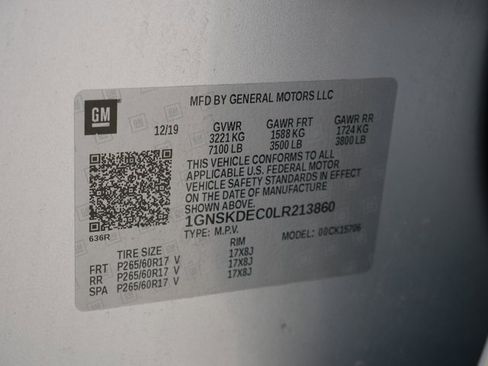 GM
MFD BY GENERAL MOTORS LLC
12/19 GVWR GAWR FRT GAWR RR
3221 KG 1588 KG 1724 KG
7100 LB 3500 LB 3800 LB
THIS VEHICLE CONFORMS TO ALL
APPLICABLE U.S. FEDERAL MOTOR
VEHICLE SAFETY STANDARDS IN EFFECT
ON THE DATE OF MANUFACTURE
SHOWN ABOVE.
1GNSKDEC0LR213860
636R TYPE: M.P.V. MODEL: 00CK15706
TIRE SIZE RIM
FRT P265/60R17 V 17X8J
RR P265/60R17 V 17X8J
SPA P265/60R17 V 17X8J